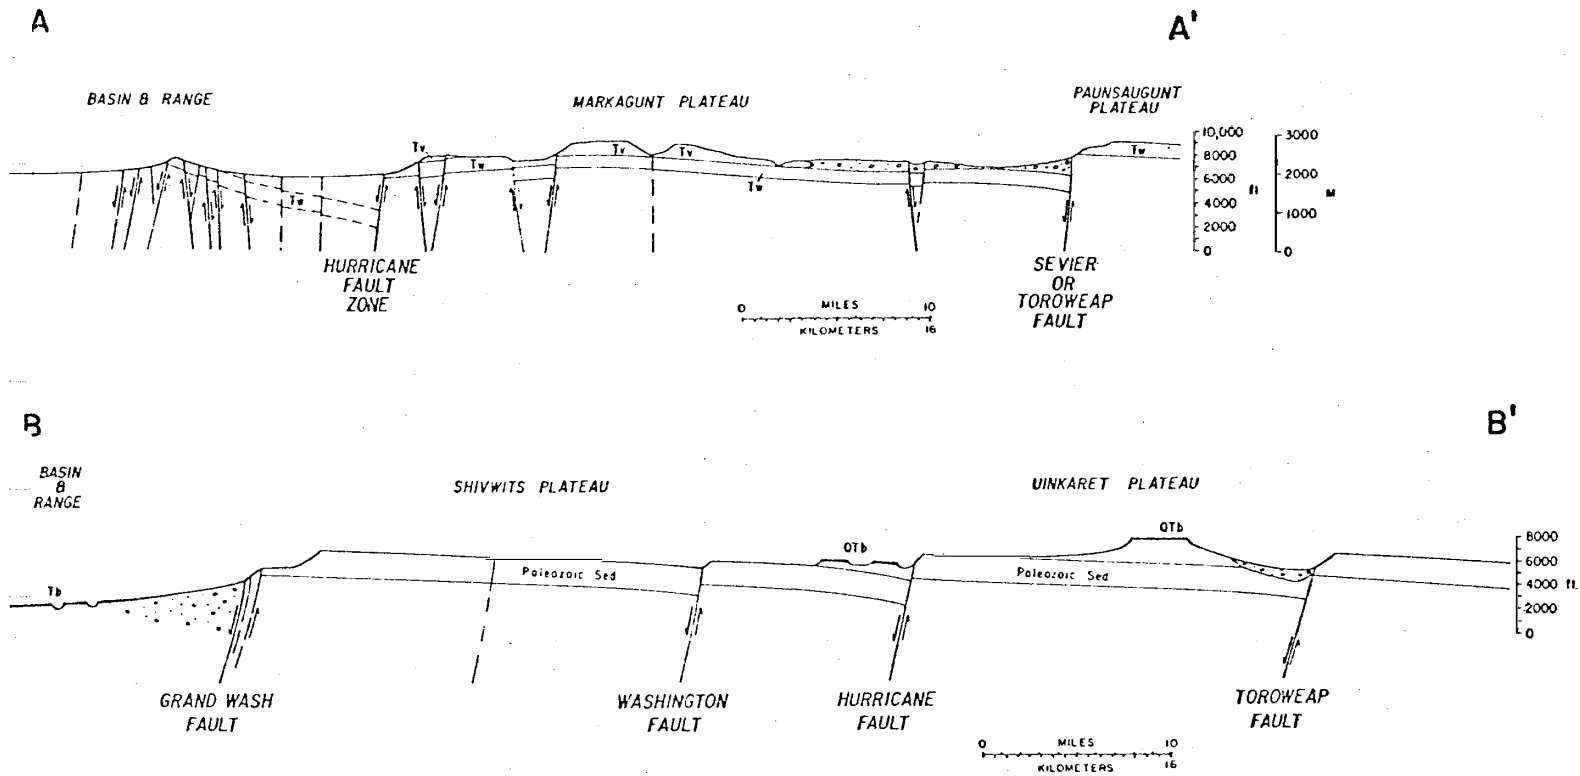 A
A'
BASIN & RANGE
MARKAGUNT PLATEAU
PAUNSAUGUNT
PLATEAU
Tv
Tw
Tv
Tv
Tw
Tw
Tw
10,000
8000
6000
4000
2000
0
ft
3000
2000
1000
0
M
HURRICANE
FAULT
ZONE
SEVIER
OR
TOROWEAP
FAULT
0 MILES 10
KILOMETERS 16
B
B'
BASIN
&
RANGE
SHIVWITS PLATEAU
UINKARET PLATEAU
Tb
Paleozoic Sed
QTb
Paleozoic Sed
QTb
8000
6000
4000 ft.
2000
0
GRAND WASH
FAULT
WASHINGTON
FAULT
HURRICANE
FAULT
TOROWEAP
FAULT
0 MILES 10
KILOMETERS 16